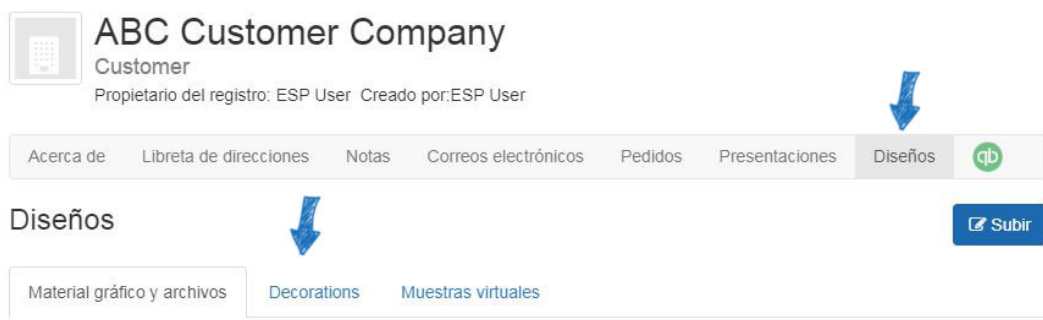 ABC Customer Company
Customer
Propietario del registro: ESP User Creado por:ESP User
Acerca de Libreta de direcciones Notas Correos electrónicos Pedidos Presentaciones Diseños qb
Diseños
Subir
Material gráfico y archivos Decorations Muestras virtuales